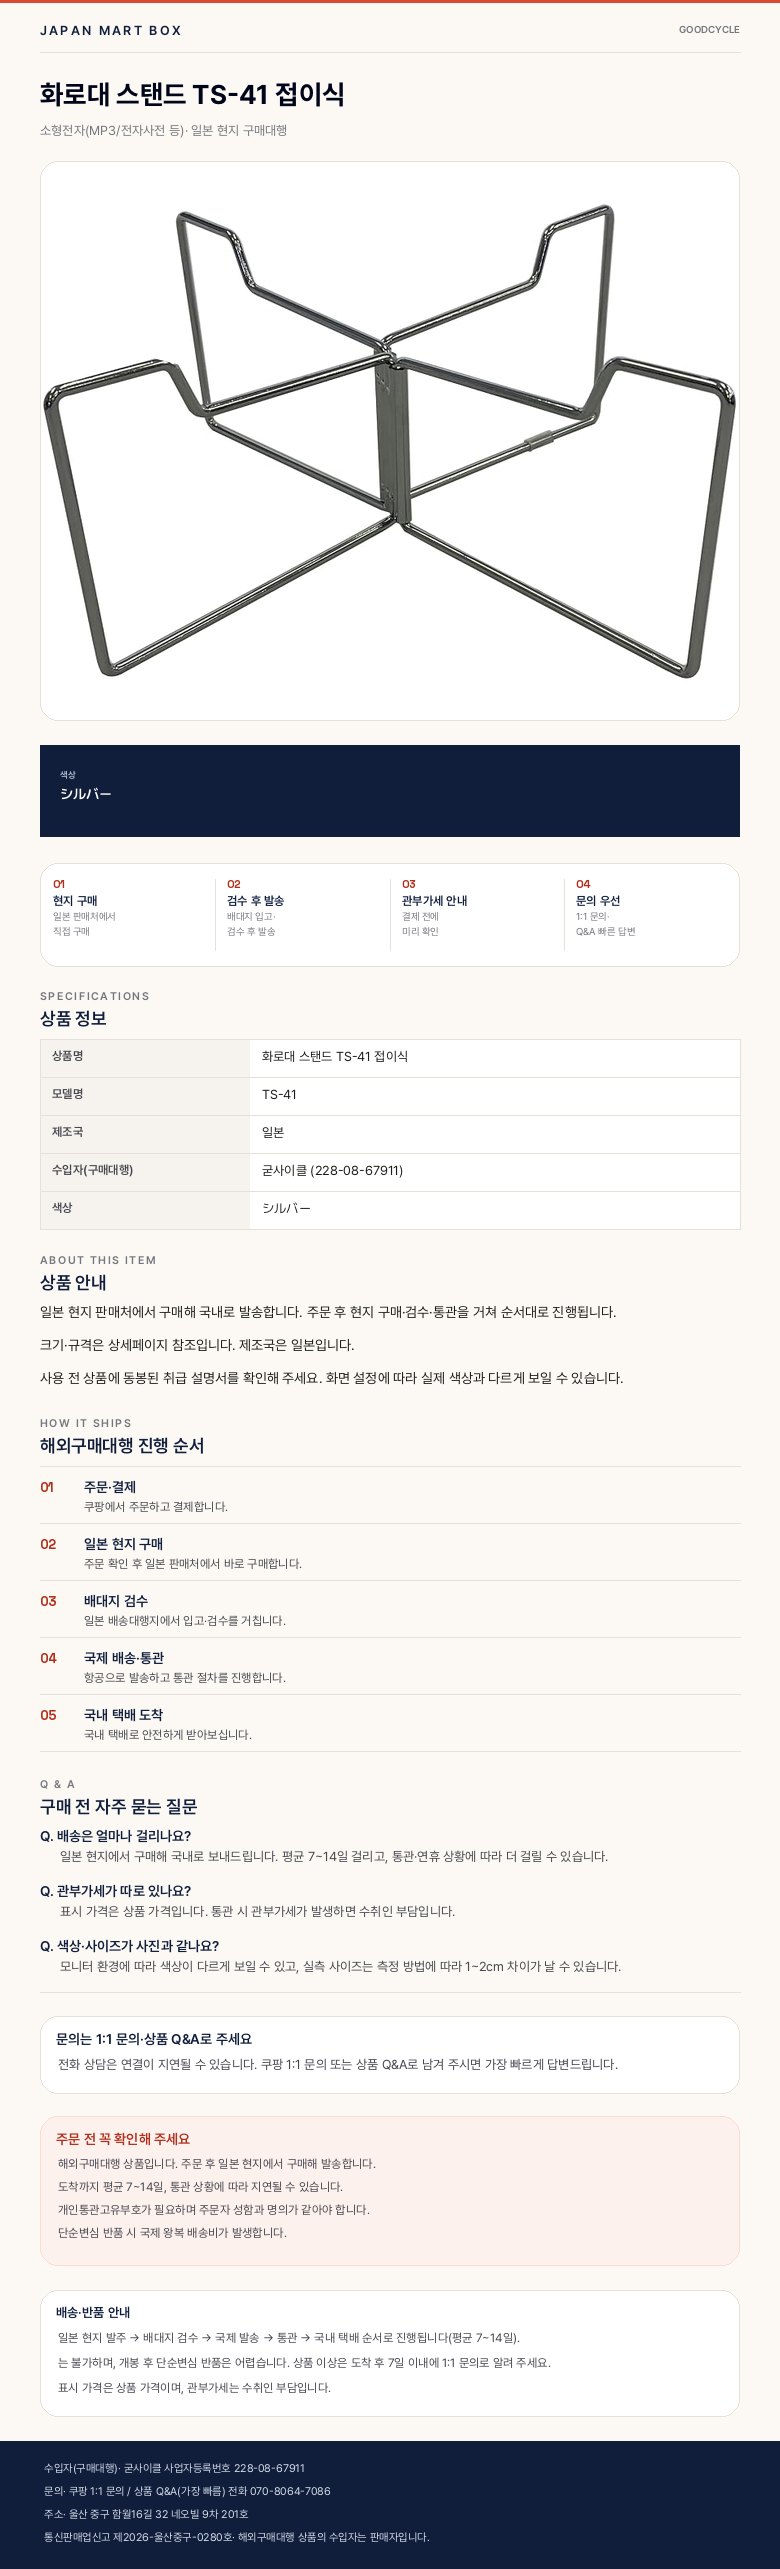 JAPAN MART BOX
GOODCYCLE
화로대 스탠드 TS-41 접이식
소형전자(MP3/전자사전 등)· 일본 현지 구매대행
색상
シルバー
01
현지 구매
일본 판매처에서
직접 구매
02
검수 후 발송
배대지 입고·
검수 후 발송
03
관부가세 안내
결제 전에
미리 확인
04
문의 우선
1:1 문의·
Q&A 빠른 답변
SPECIFICATIONS
상품 정보
상품명 화로대 스탠드 TS-41 접이식
모델명 TS-41
제조국 일본
수입자(구매대행) 굳사이클 (228-08-67911)
색상 シルバー
ABOUT THIS ITEM
상품 안내
일본 현지 판매처에서 구매해 국내로 발송합니다. 주문 후 현지 구매·검수·통관을 거쳐 순서대로 진행됩니다.
크기·규격은 상세페이지 참조입니다. 제조국은 일본입니다.
사용 전 상품에 동봉된 취급 설명서를 확인해 주세요. 화면 설정에 따라 실제 색상과 다르게 보일 수 있습니다.
HOW IT SHIPS
해외구매대행 진행 순서
01 주문·결제
쿠팡에서 주문하고 결제합니다.
02 일본 현지 구매
주문 확인 후 일본 판매처에서 바로 구매합니다.
03 배대지 검수
일본 배송대행지에서 입고·검수를 거칩니다.
04 국제 배송·통관
항공으로 발송하고 통관 절차를 진행합니다.
05 국내 택배 도착
국내 택배로 안전하게 받아보십니다.
Q & A
구매 전 자주 묻는 질문
Q. 배송은 얼마나 걸리나요?
일본 현지에서 구매해 국내로 보내드립니다. 평균 7~14일 걸리고, 통관·연휴 상황에 따라 더 걸릴 수 있습니다.
Q. 관부가세가 따로 있나요?
표시 가격은 상품 가격입니다. 통관 시 관부가세가 발생하면 수취인 부담입니다.
Q. 색상·사이즈가 사진과 같나요?
모니터 환경에 따라 색상이 다르게 보일 수 있고, 실측 사이즈는 측정 방법에 따라 1~2cm 차이가 날 수 있습니다.
문의는 1:1 문의·상품 Q&A로 주세요
전화 상담은 연결이 지연될 수 있습니다. 쿠팡 1:1 문의 또는 상품 Q&A로 남겨 주시면 가장 빠르게 답변드립니다.
주문 전 꼭 확인해 주세요
해외구매대행 상품입니다. 주문 후 일본 현지에서 구매해 발송합니다.
도착까지 평균 7~14일, 통관 상황에 따라 지연될 수 있습니다.
개인통관고유부호가 필요하며 주문자 성함과 명의가 같아야 합니다.
단순변심 반품 시 국제 왕복 배송비가 발생합니다.
배송·반품 안내
일본 현지 발주 → 배대지 검수 → 국제 발송 → 통관 → 국내 택배 순서로 진행됩니다(평균 7~14일).
는 불가하며, 개봉 후 단순변심 반품은 어렵습니다. 상품 이상은 도착 후 7일 이내에 1:1 문의로 알려 주세요.
표시 가격은 상품 가격이며, 관부가세는 수취인 부담입니다.
수입자(구매대행)· 굳사이클 사업자등록번호 228-08-67911
문의· 쿠팡 1:1 문의 / 상품 Q&A(가장 빠름) 전화 070-8064-7086
주소· 울산 중구 함월16길 32 네오빌 9차 201호
통신판매업신고 제2026-울산중구-0280호· 해외구매대행 상품의 수입자는 판매자입니다.